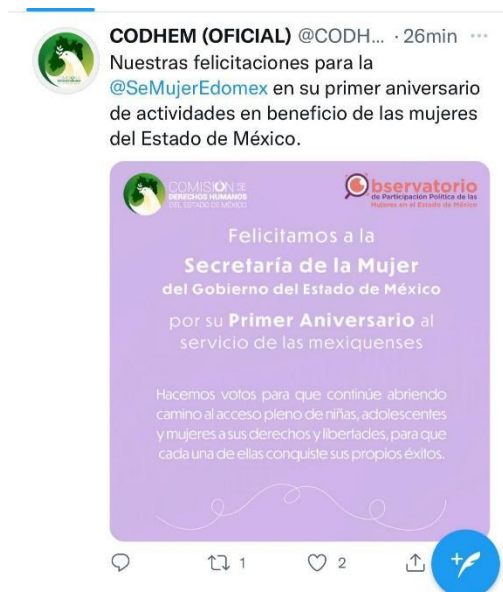 CODHEM (OFICIAL) @CODH... · 26min ···
Nuestras felicitaciones para la
@SeMujerEdomex en su primer aniversario
de actividades en beneficio de las mujeres
del Estado de México.
COMISIÓN DE
DERECHOS HUMANOS
DEL ESTADO DE MÉXICO
Observatorio
de Participación Política de las
Mujeres en el Estado de México
Felicitamos a la
Secretaría de la Mujer
del Gobierno del Estado de México
por su Primer Aniversario al
servicio de las mexiquenses
Hacemos votos para que continúe abriendo
camino al acceso pleno de niñas, adolescentes
y mujeres a sus derechos y libertades, para que
cada una de ellas conquiste sus propios éxitos.
1
2